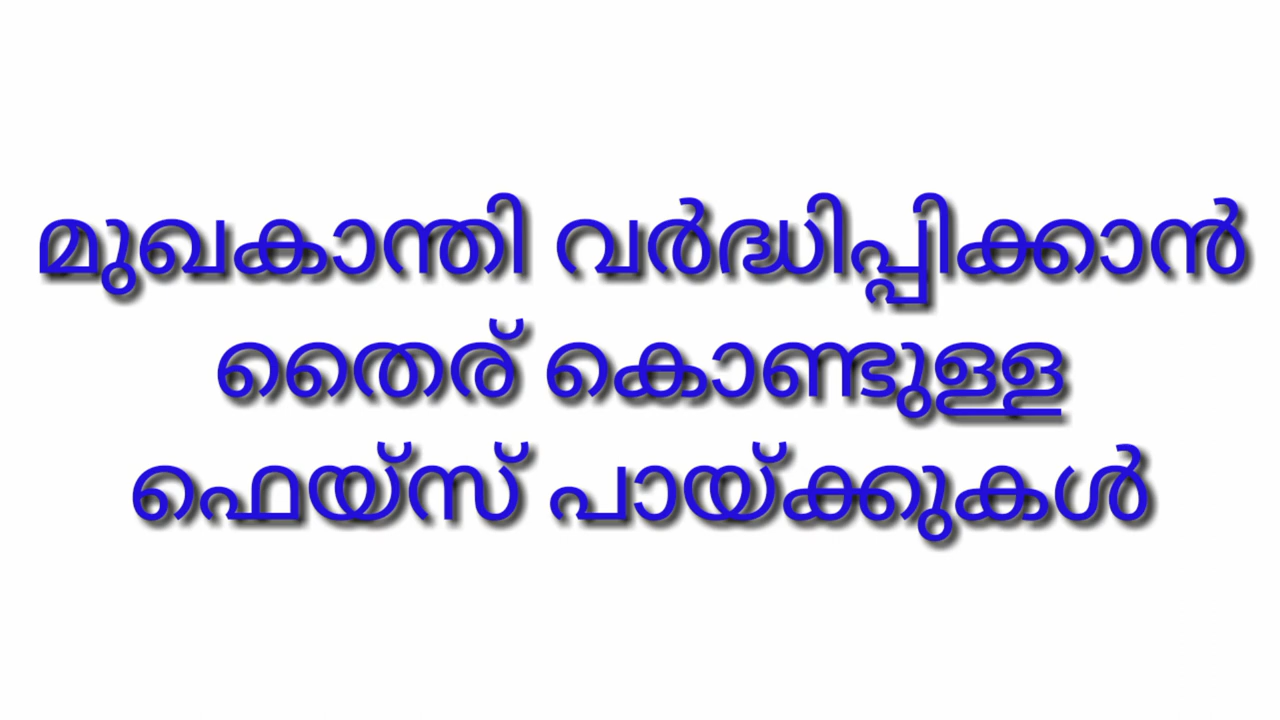 മുഖകാന്തി വർദ്ധിപ്പിക്കാൻ
തൈര് കൊണ്ടുള്ള
ഫെയ്സ് പായ്ക്കുകൾ